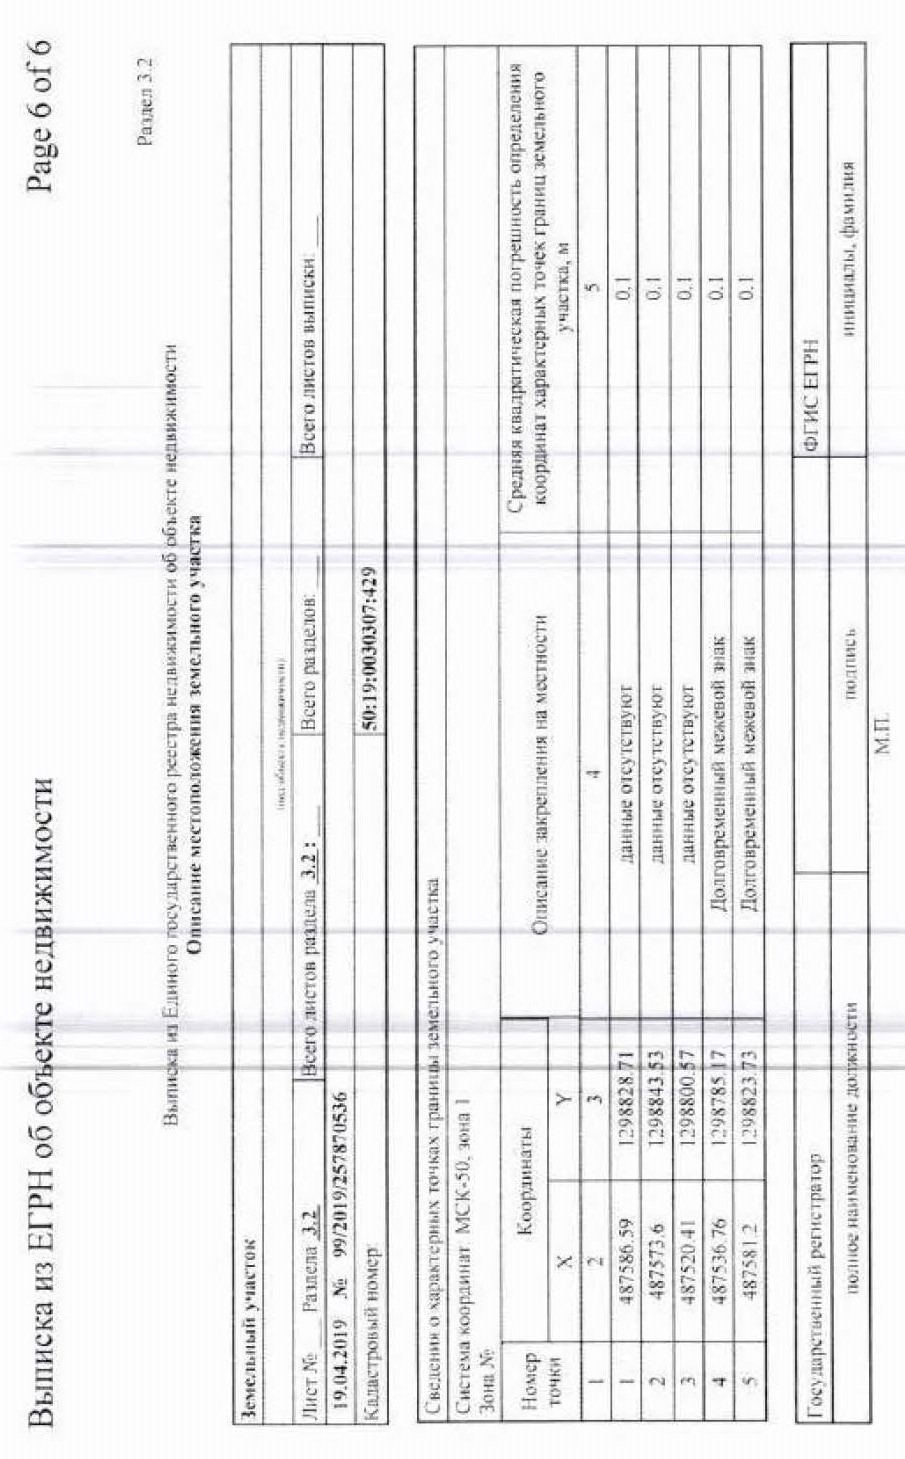 Выписка из ЕГРН об объекте недвижимости Page 6 of 6
Раздел 3.2
Выписка из Единого государственного реестра недвижимости об объекте недвижимости
Описание местоположения земельного участка
Земельный участок
(вид объекта недвижимости)
Лист № ___ Раздела 3.2 Всего листов раздела 3.2 : ___ Всего разделов: ___ Всего листов выписки: ___
19.04.2019 № 99/2019/257870536
Кадастровый номер: 50:19:0030307:429
Сведения о характерных точках границы земельного участка
Система координат: МСК-50, зона 1
Зона №
Номер точки Координаты Описание закрепления на местности Средняя квадратическая погрешность определения координат характерных точек границ земельного участка, м
X Y
1 2 3 4 5
1 487586.59 1298828.71 данные отсутствуют 0.1
2 487573.6 1298843.53 данные отсутствуют 0.1
3 487520.41 1298800.57 данные отсутствуют 0.1
4 487536.76 1298785.17 Долговременный межевой знак 0.1
5 487581.2 1298823.73 Долговременный межевой знак 0.1
Государственный регистратор ФГИС ЕГРН
полное наименование должности подпись инициалы, фамилия
М.П.